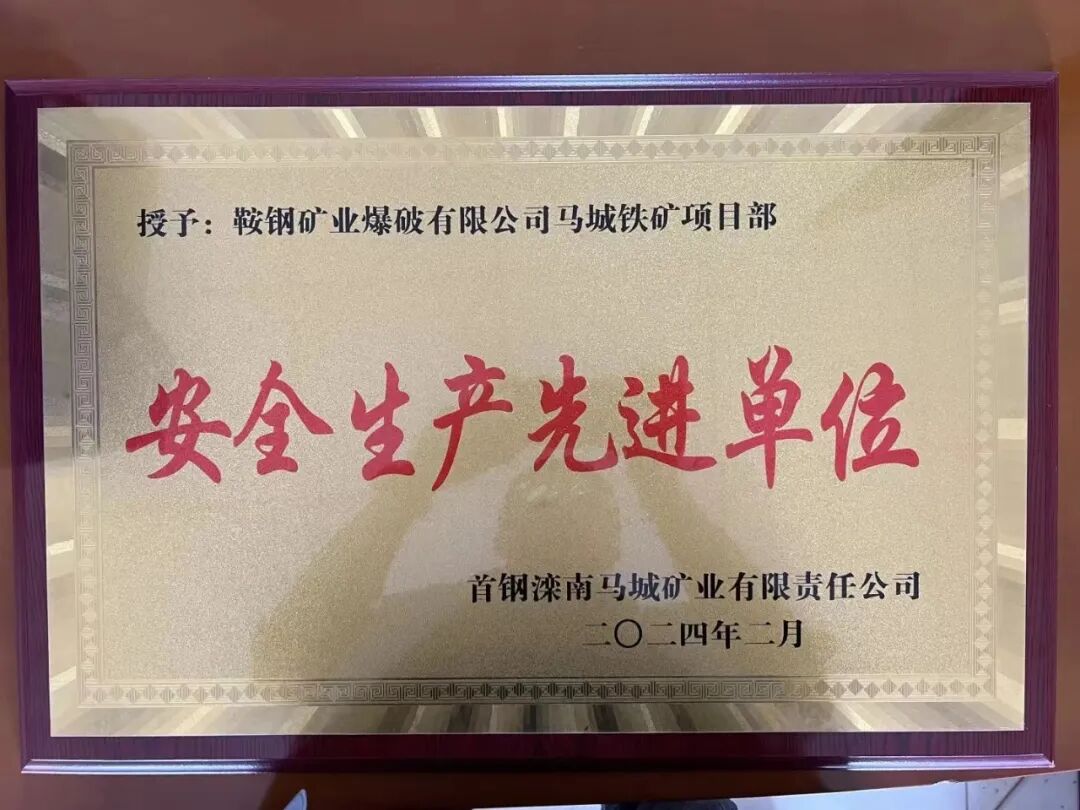 授予：鞍钢矿业爆破有限公司马城铁矿项目部
安全生产先进单位
首钢滦南马城矿业有限责任公司
二〇二四年二月